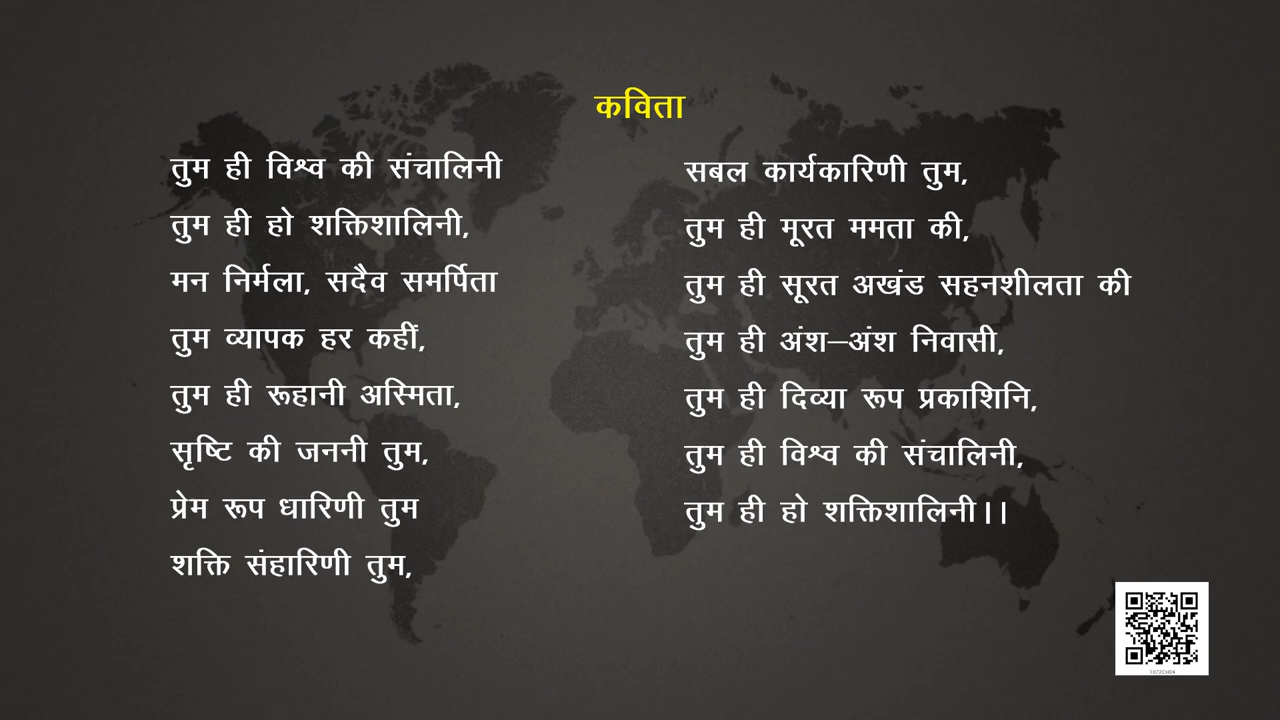 कविता
तुम ही विश्व की संचालिनी
तुम ही हो शक्तिशालिनी,
मन निर्मला, सदैव समर्पिता
तुम व्यापक हर कहीं,
तुम ही रूहानी अस्मिता,
सृष्टि की जननी तुम,
प्रेम रूप धारिणी तुम
शक्ति संहारिणी तुम,
सबल कार्यकारिणी तुम,
तुम ही मूरत ममता की,
तुम ही सूरत अखंड सहनशीलता की
तुम ही अंश–अंश निवासी,
तुम ही दिव्या रूप प्रकाशिनि,
तुम ही विश्व की संचालिनी,
तुम ही हो शक्तिशालिनी।।
1072CH04